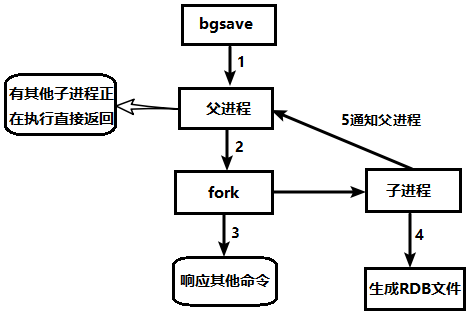 bgsave
1
有其他子进程正
在执行直接返回
父进程
5通知父进程
2
fork
子进程
3
4
响应其他命令
生成RDB文件